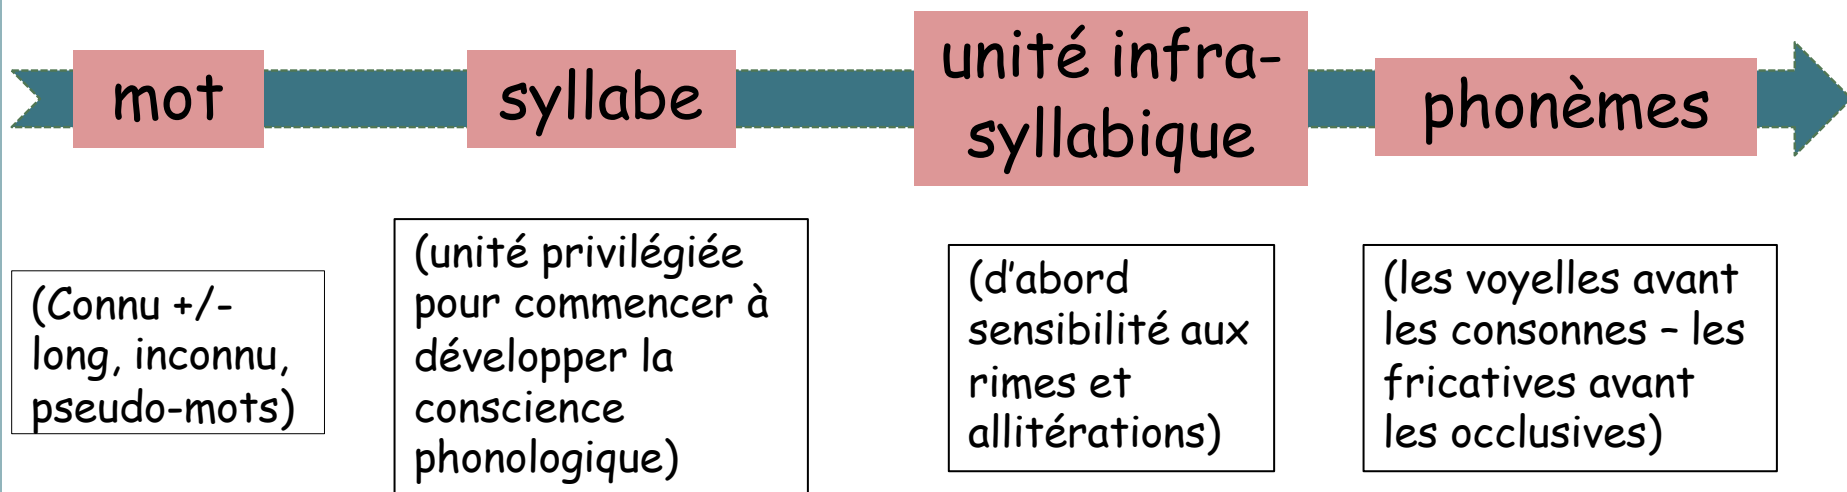 mot
syllabe
unité infra-
syllabique
phonèmes
(Connu +/-
long, inconnu,
pseudo-mots)
(unité privilégiée
pour commencer à
développer la
conscience
phonologique)
(d'abord
sensibilité aux
rimes et
allitérations)
(les voyelles avant
les consonnes – les
fricatives avant
les occlusives)